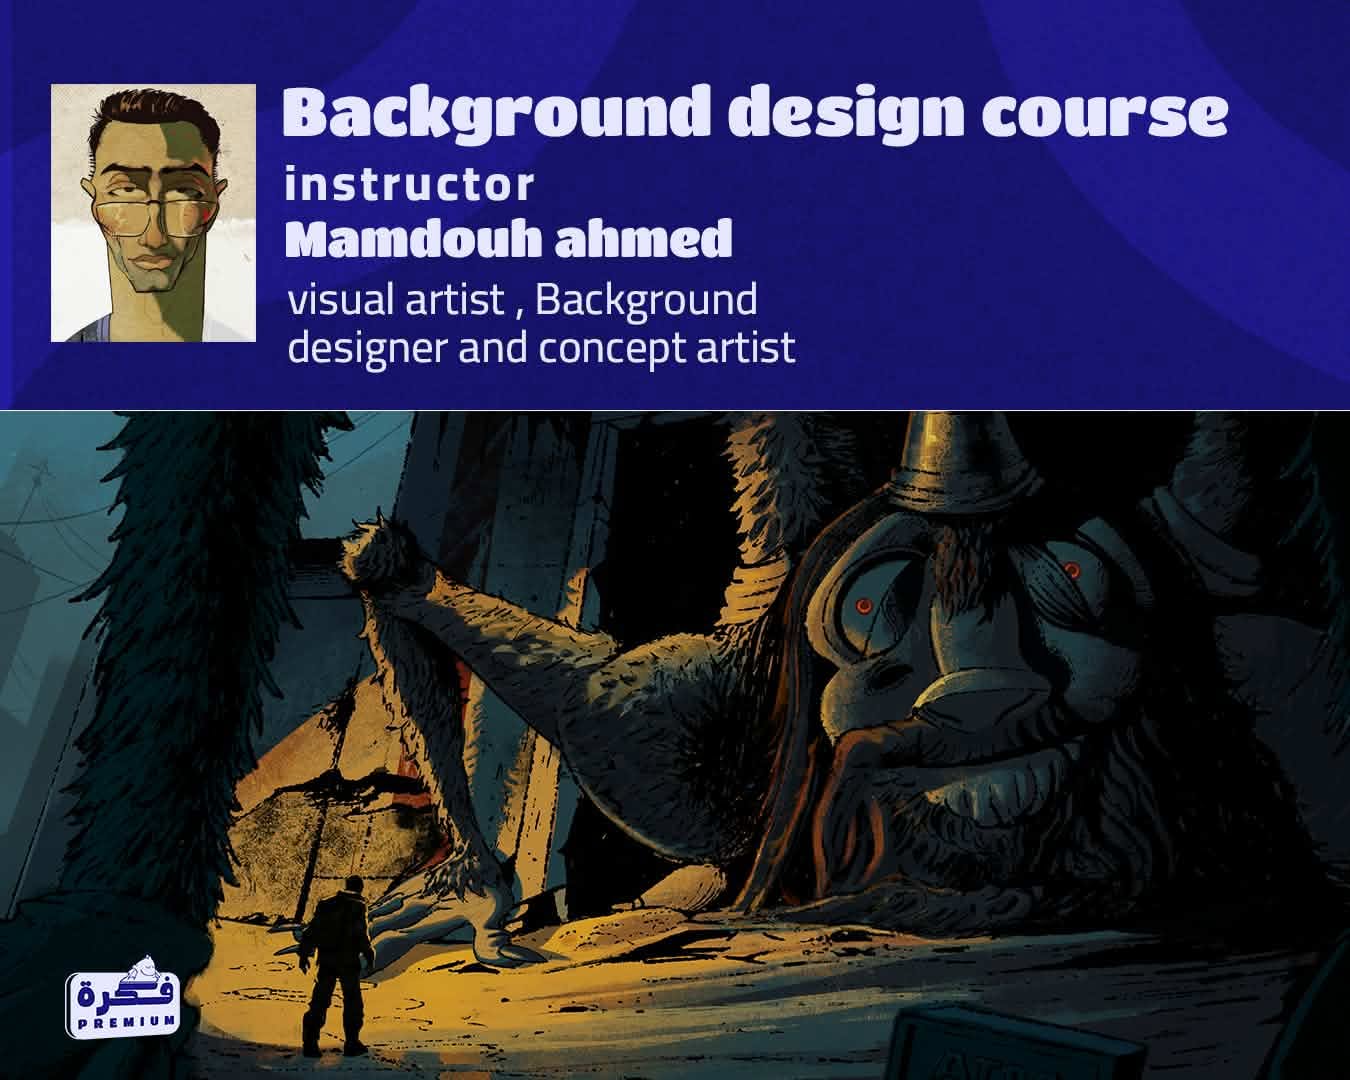 Background design course
instructor
Mamdouh ahmed
visual artist , Background
designer and concept artist
فكرة
PREMIUM